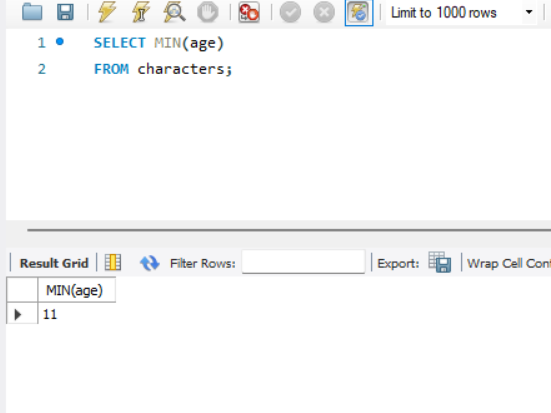 Limit to 1000 rows
1 SELECT MIN(age)
2 FROM characters;
Result Grid Filter Rows: Export: Wrap Cell Cont
MIN(age)
11